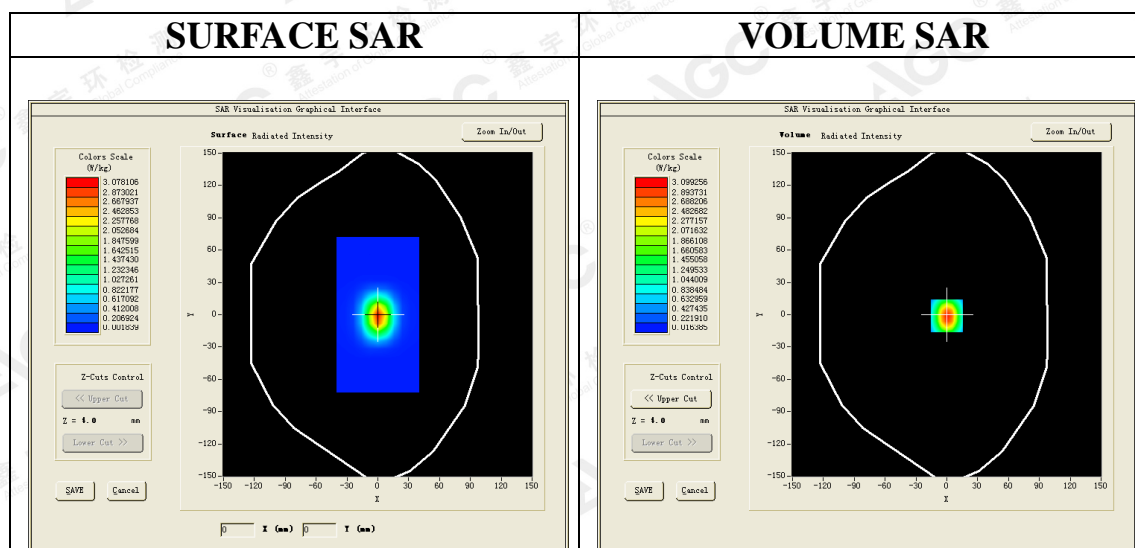 SURFACE SAR
SAR Visualisation Graphical Interface
Surface Radiated Intensity
Zoom In/Out
Colors Scale
(W/kg)
3.078106
2.873021
2.667937
2.462853
2.257768
2.052684
1.847599
1.642515
1.437430
1.232346
1.027261
0.822177
0.617092
0.412008
0.206924
0.001839
Z-Cuts Control
<< Upper Cut
Z = 4.0 mm
Lower Cut >>
SAVE Cancel
150
120
90
60
30
0
-30
-60
-90
-120
-150
Y
-150 -120 -90 -60 -30 0 30 60 90 120 150
X
0 X (mm) 0 Y (mm)
VOLUME SAR
SAR Visualisation Graphical Interface
Volume Radiated Intensity
Zoom In/Out
Colors Scale
(W/kg)
3.099256
2.893731
2.688206
2.482682
2.277157
2.071632
1.866108
1.660583
1.455058
1.249533
1.044009
0.838484
0.632959
0.427435
0.221910
0.016385
Z-Cuts Control
<< Upper Cut
Z = 4.0 mm
Lower Cut >>
SAVE Cancel
150
120
90
60
30
0
-30
-60
-90
-120
-150
Y
-150 -120 -90 -60 -30 0 30 60 90 120 150
X